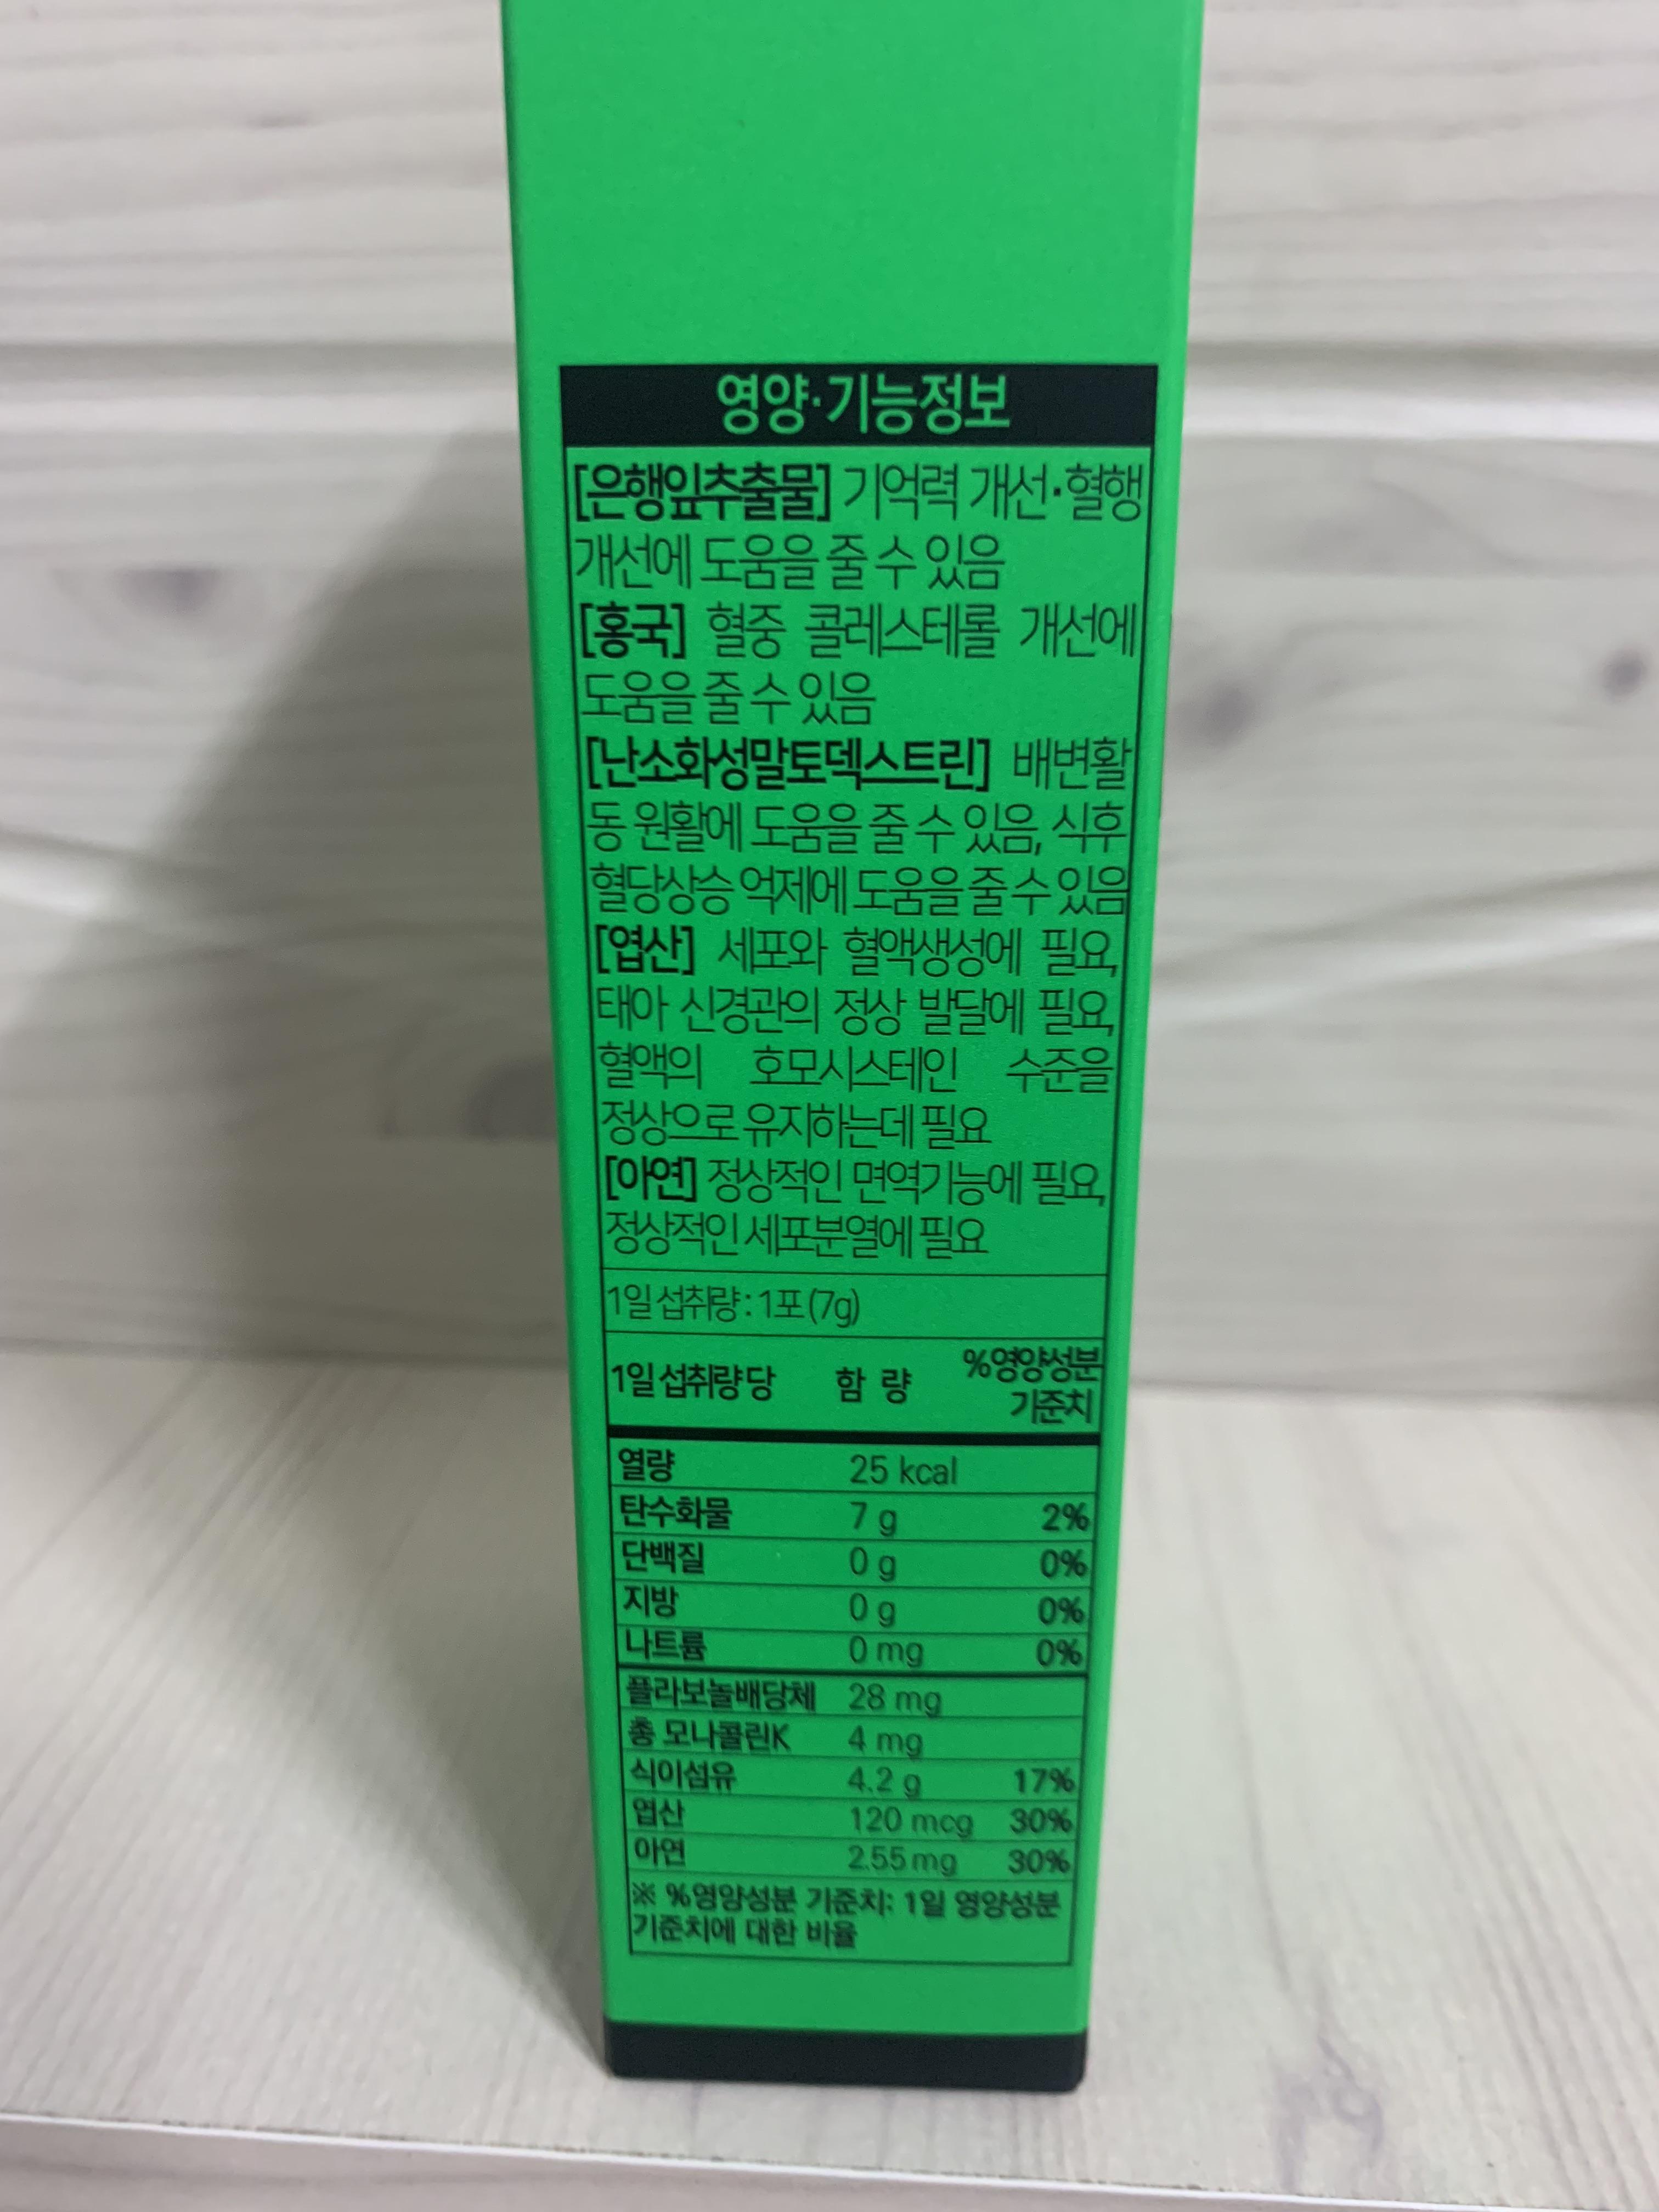 영양·기능정보
[은행잎추출물] 기억력 개선·혈행
개선에 도움을 줄 수 있음
[홍국] 혈중 콜레스테롤 개선에
도움을 줄 수 있음
[난소화성말토덱스트린] 배변활
동 원활에 도움을 줄 수 있음, 식후
혈당상승 억제에 도움을 줄 수 있음
[엽산] 세포와 혈액생성에 필요,
태아 신경관의 정상 발달에 필요,
혈액의 호모시스테인 수준을
정상으로 유지하는데 필요
[아연] 정상적인 면역기능에 필요,
정상적인 세포분열에 필요
1일 섭취량 : 1포 (7g)
1일 섭취량당 함 량 %영양성분
기준치
열량 25 kcal
탄수화물 7 g 2%
단백질 0 g 0%
지방 0 g 0%
나트륨 0 mg 0%
플라보놀배당체 28 mg
총 모나콜린K 4 mg
식이섬유 4.2 g 17%
엽산 120 mcg 30%
아연 2.55 mg 30%
※ %영양성분 기준치: 1일 영양성분
기준치에 대한 비율